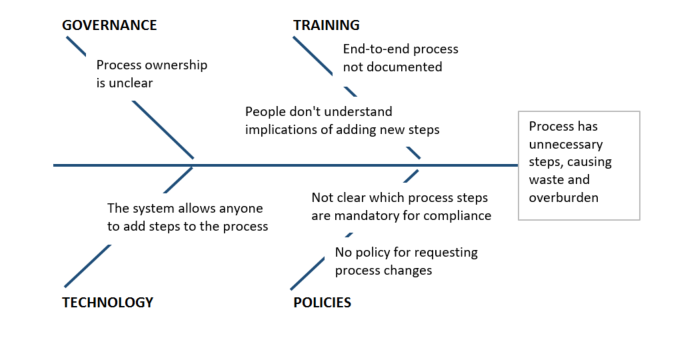 GOVERNANCE
TRAINING
Process ownership
is unclear
End-to-end process
not documented
People don't understand
implications of adding new steps
Process has
unnecessary
steps, causing
waste and
overburden
The system allows anyone
to add steps to the process
Not clear which process steps
are mandatory for compliance
No policy for requesting
process changes
TECHNOLOGY
POLICIES